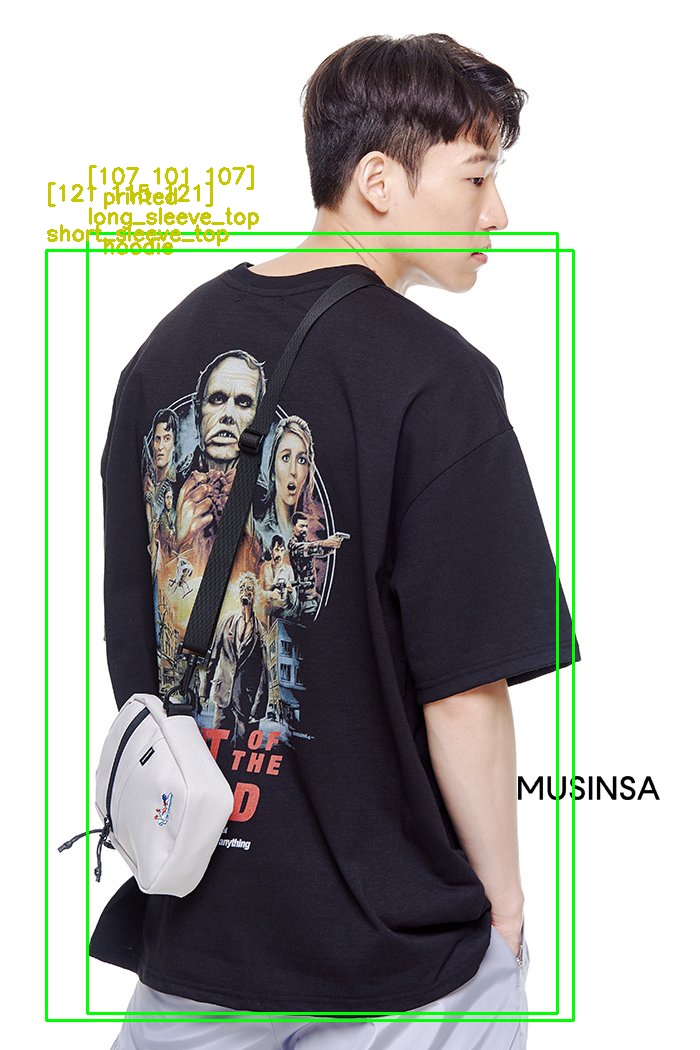 [107 101 107]
[121 115 121]
printed
long_sleeve_top
short_sleeve_top
hoodie
OF
THE
anything
MUSINSA